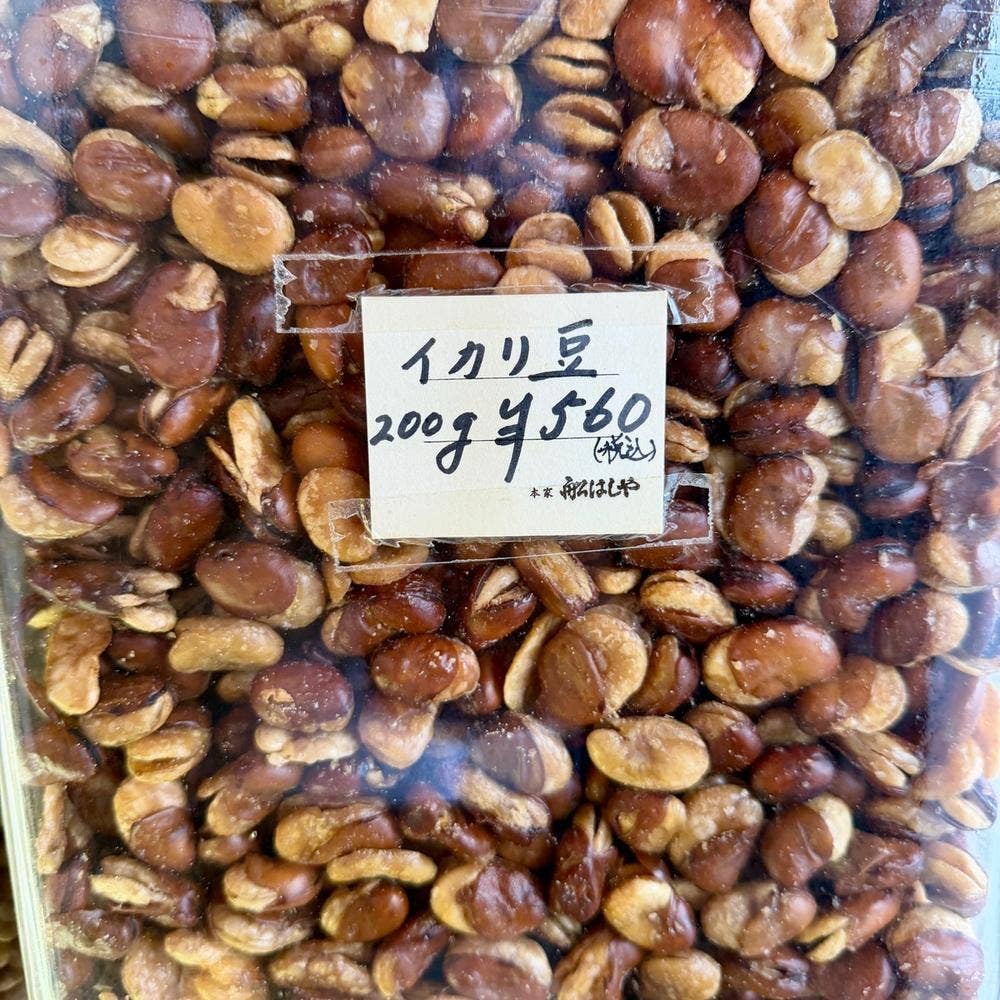 イカリ豆
200g ¥560
(税込)
本家 船はしや